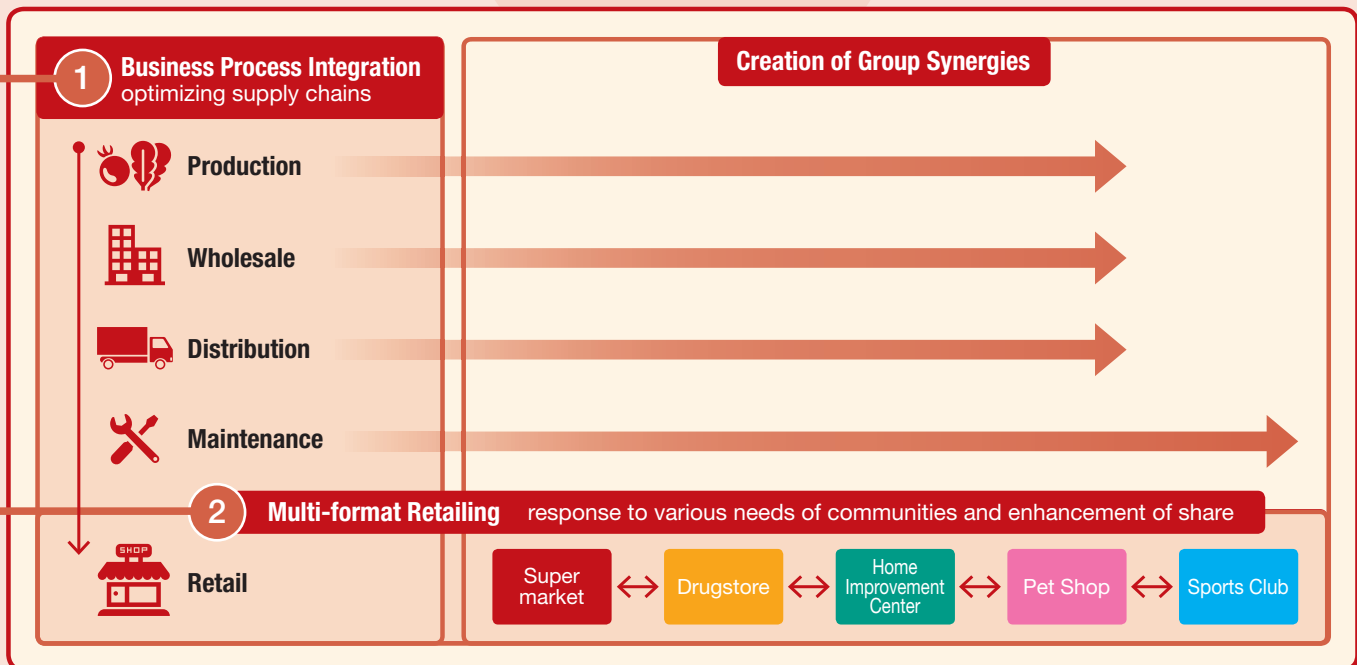 1
Business Process Integration
optimizing supply chains
Creation of Group Synergies
Production
Wholesale
Distribution
Maintenance
2
Multi-format Retailing response to various needs of communities and enhancement of share
SHOP
Retail
Super
market
Drugstore
Home
Improvement
Center
Pet Shop
Sports Club